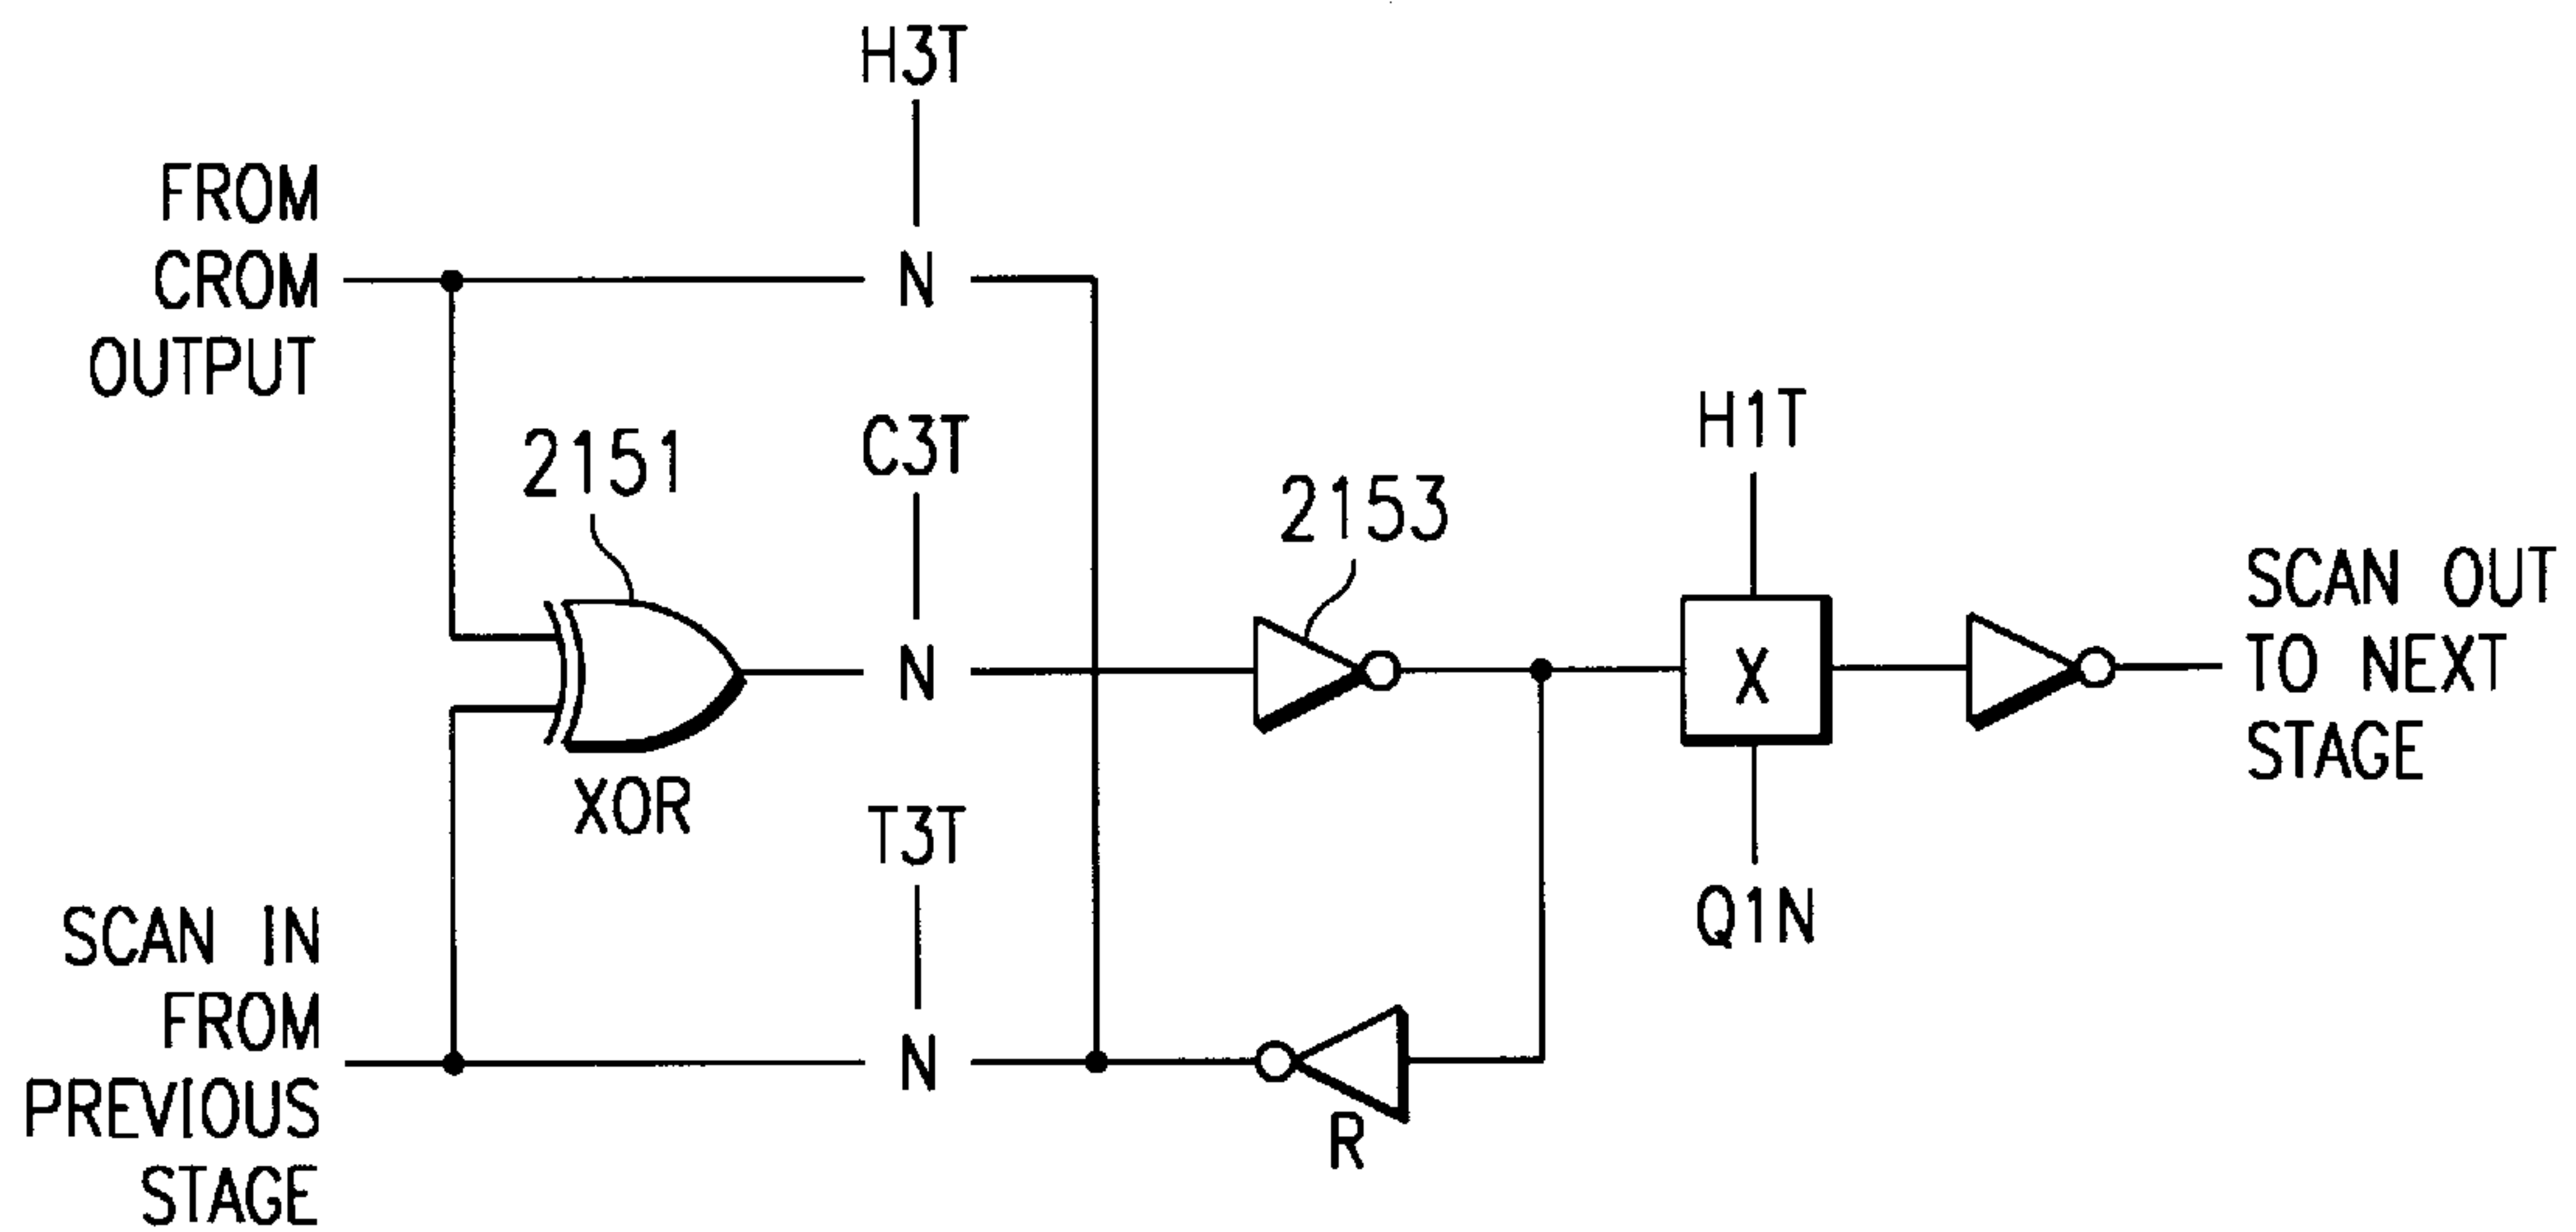 H3T
FROM
CROM
OUTPUT
N
2151
C3T
N
XOR
T3T
N
SCAN IN
FROM
PREVIOUS
STAGE
2153
R
H1T
X
Q1N
SCAN OUT
TO NEXT
STAGE